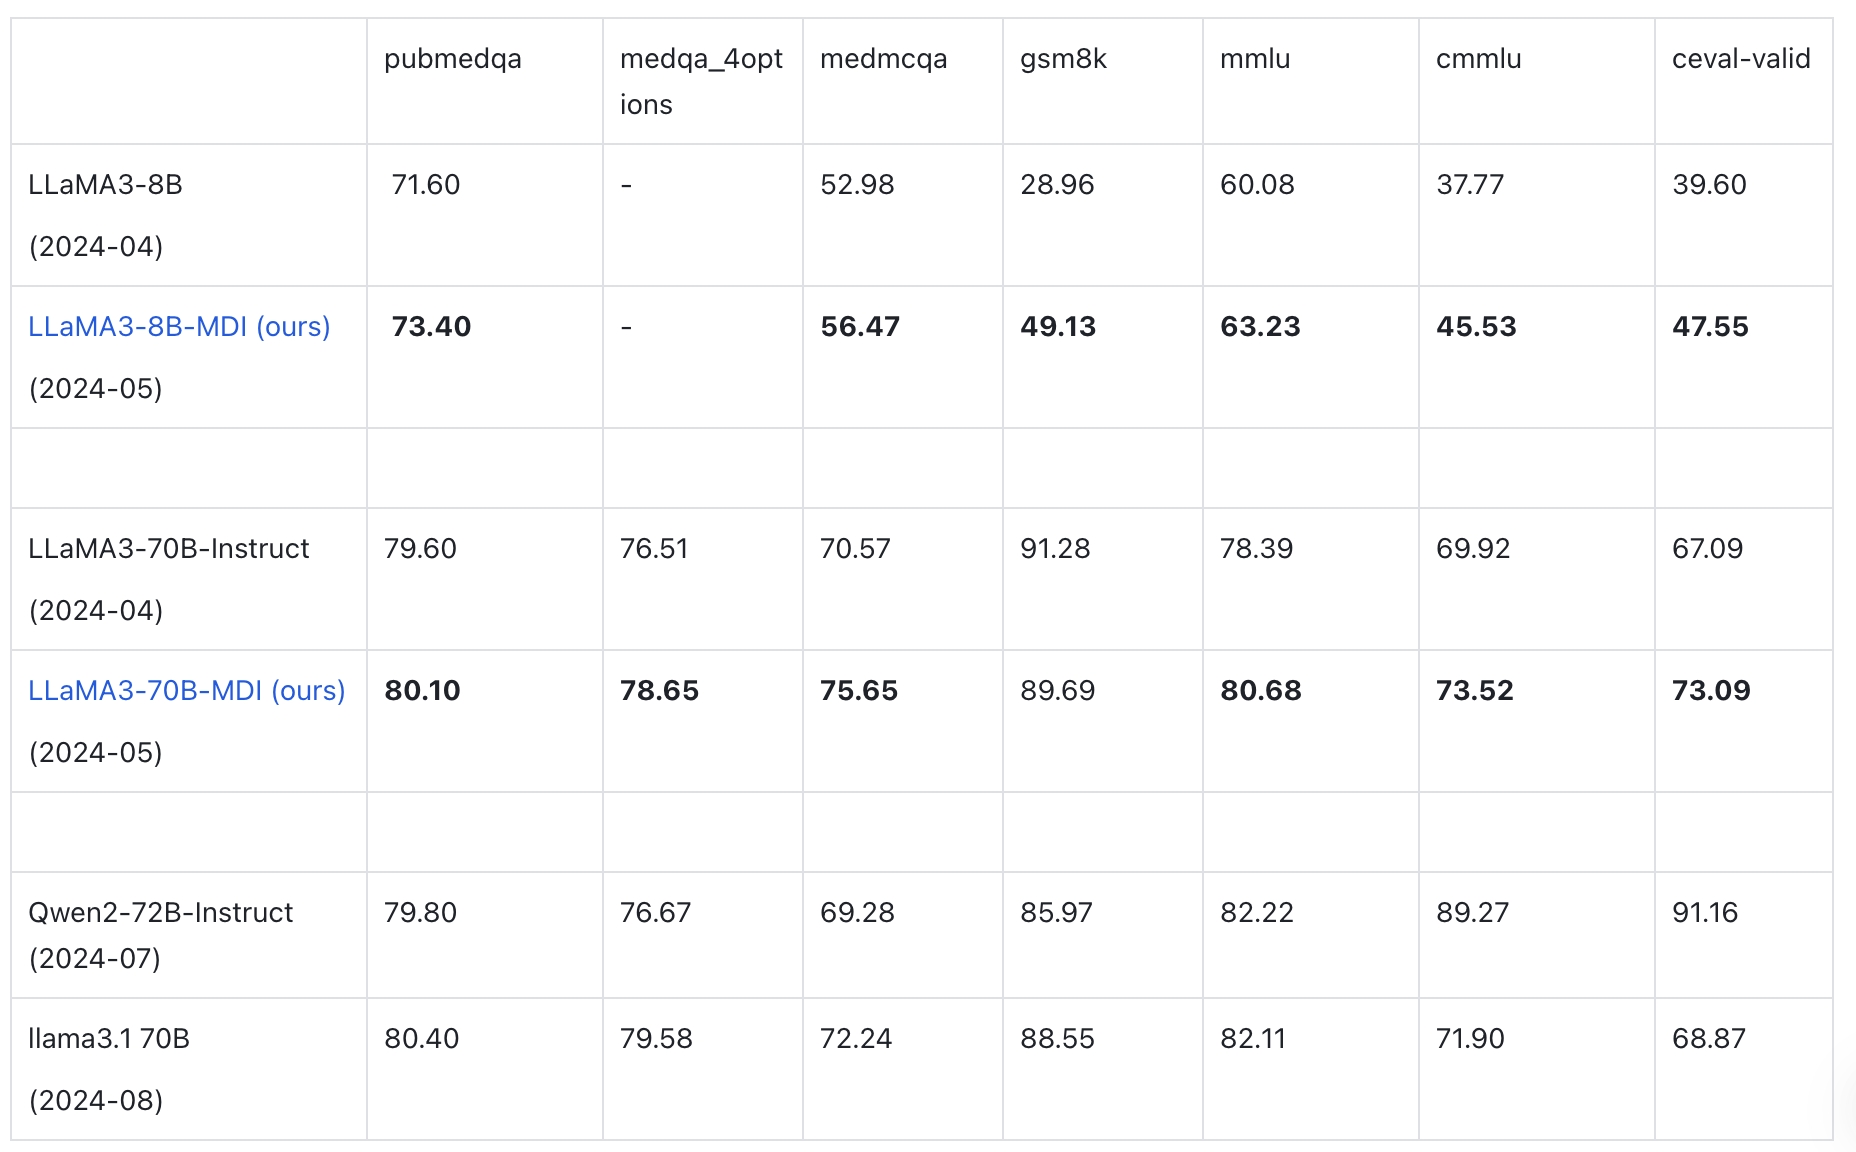 pubmedqa medqa_4opt medmcqa gsm8k mmlu cmmlu ceval-valid
ions
LLaMA3-8B 71.60 - 52.98 28.96 60.08 37.77 39.60
(2024-04)
LLaMA3-8B-MDI (ours) 73.40 - 56.47 49.13 63.23 45.53 47.55
(2024-05)
LLaMA3-70B-Instruct 79.60 76.51 70.57 91.28 78.39 69.92 67.09
(2024-04)
LLaMA3-70B-MDI (ours) 80.10 78.65 75.65 89.69 80.68 73.52 73.09
(2024-05)
Qwen2-72B-Instruct 79.80 76.67 69.28 85.97 82.22 89.27 91.16
(2024-07)
llama3.1 70B 80.40 79.58 72.24 88.55 82.11 71.90 68.87
(2024-08)